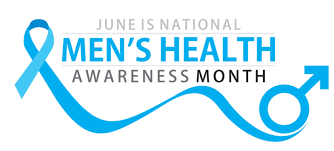 JUNE IS NATIONAL
MEN'S HEALTH
AWARENESS MONTH